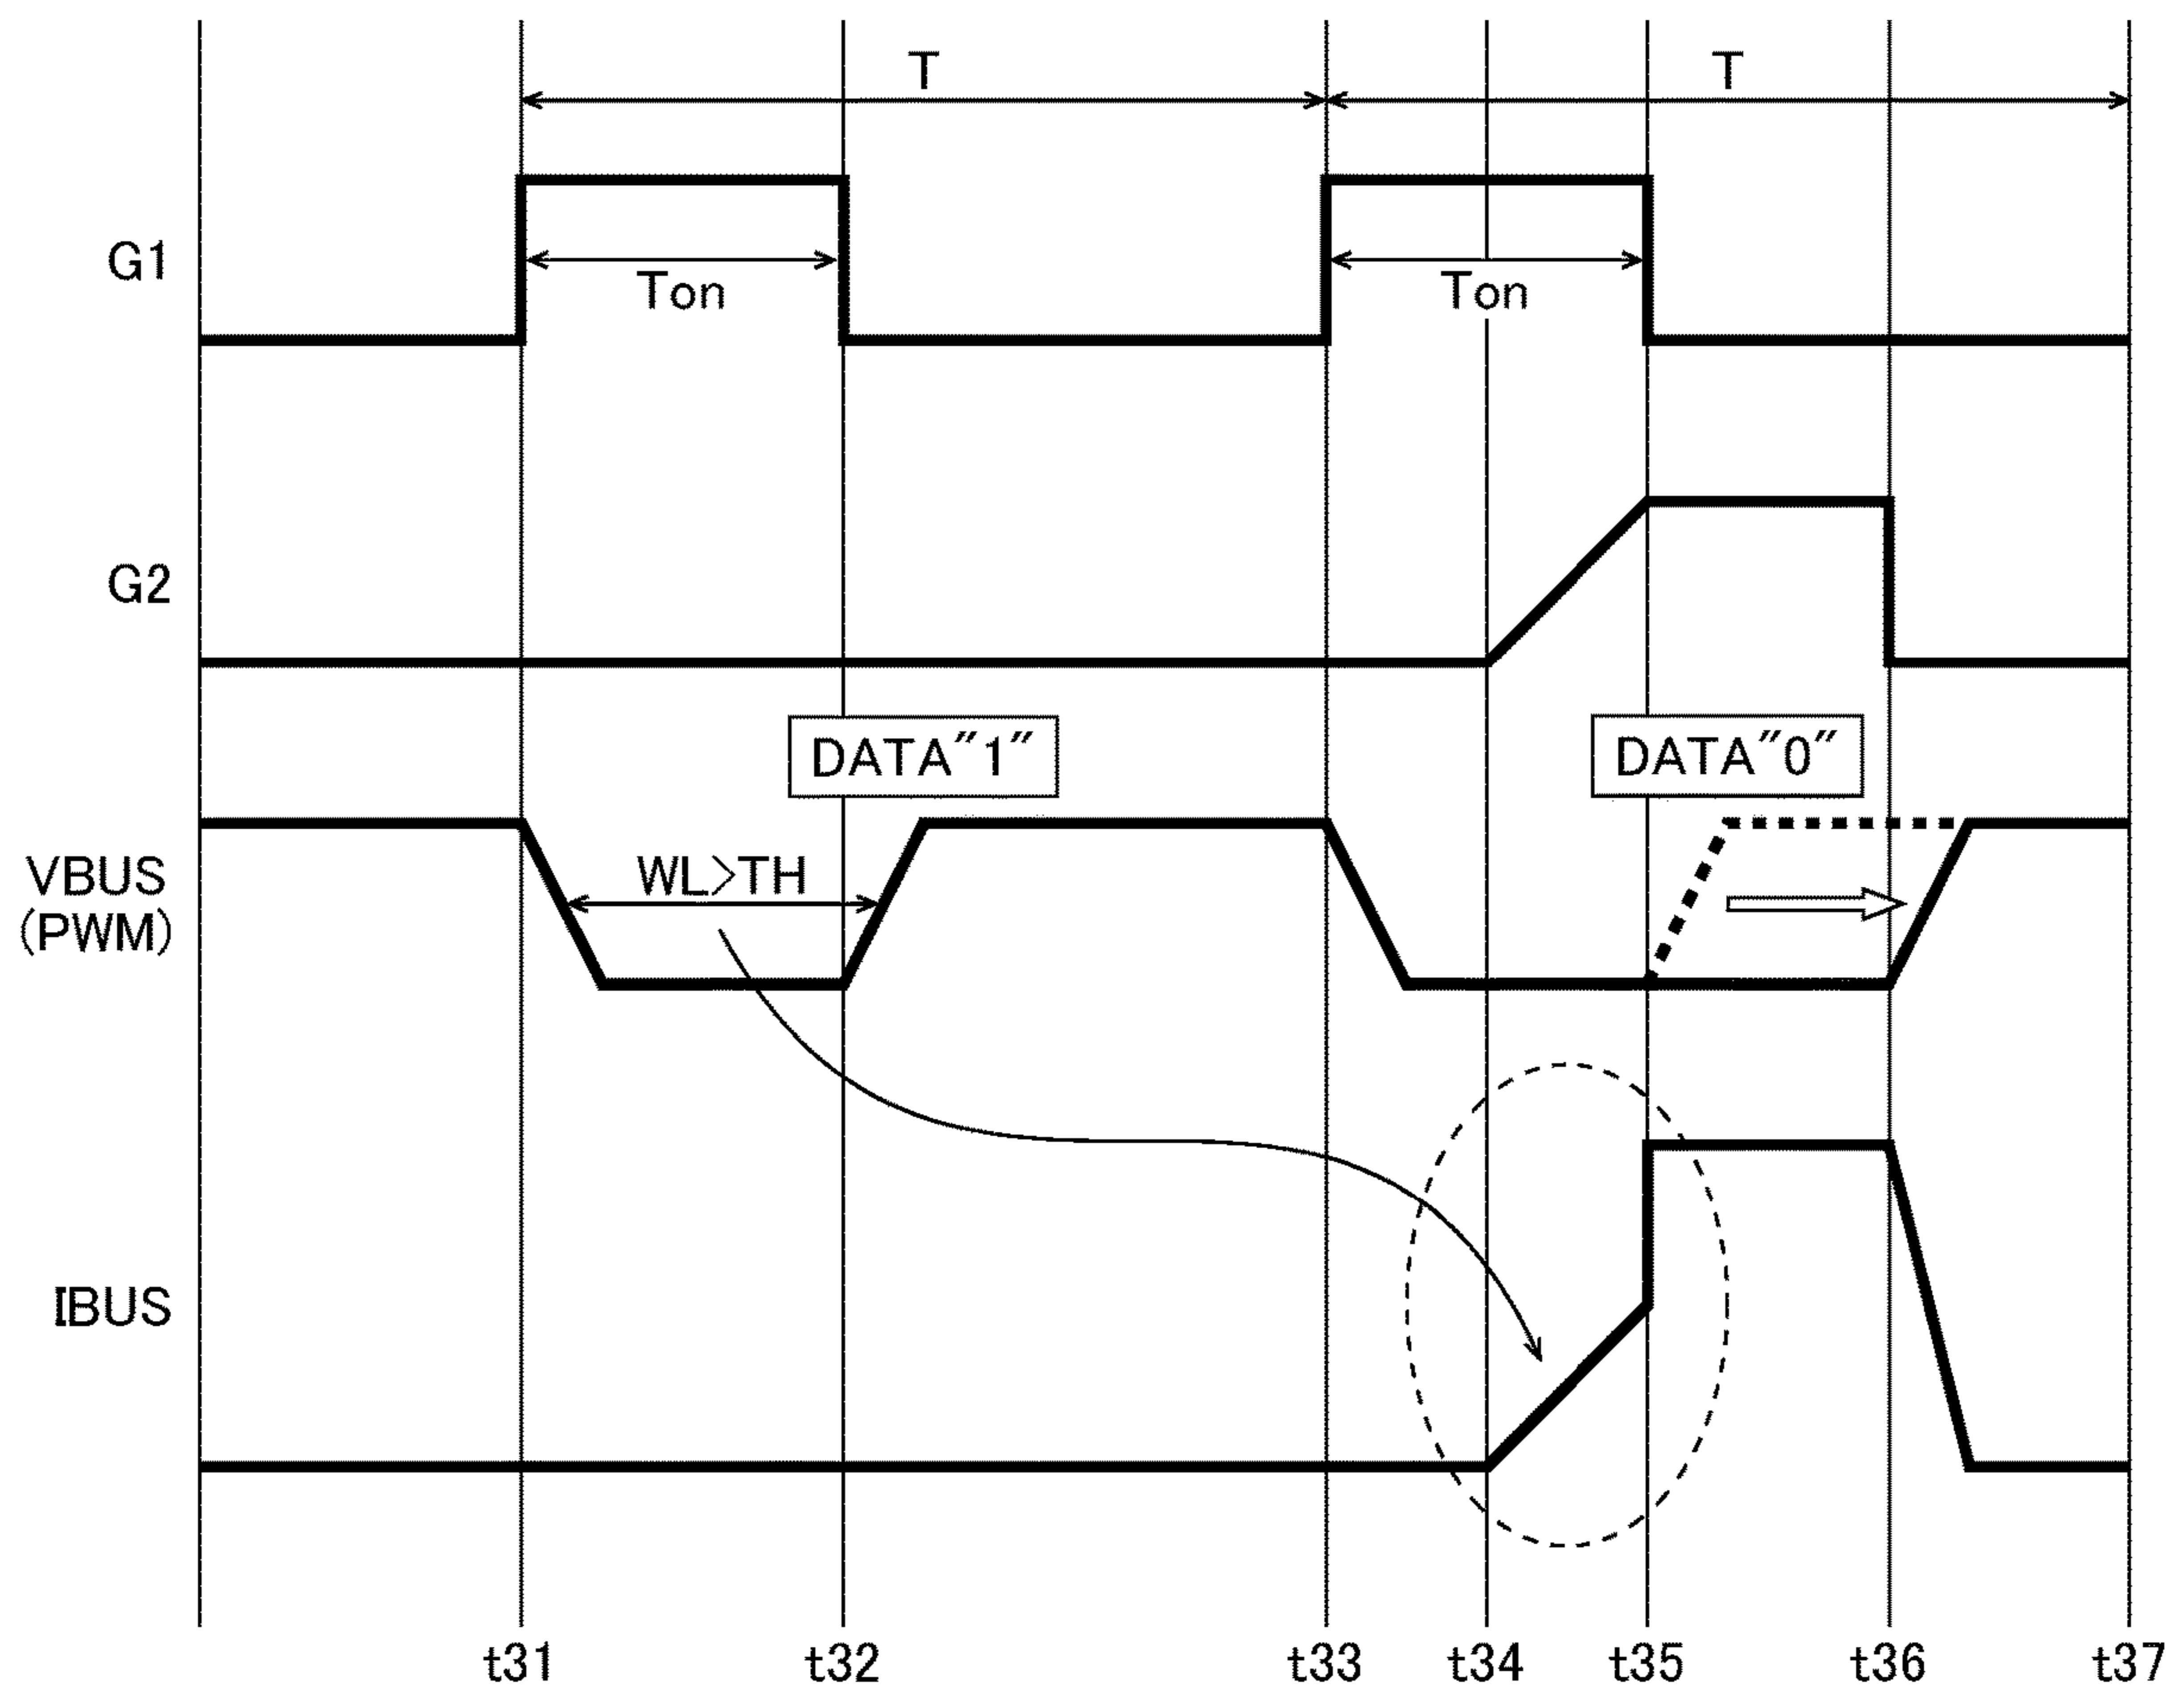 T
T
G1
Ton
Ton
G2
DATA"1"
DATA"0"
VBUS
(PWM)
WL>TH
IBUS
t31
t32
t33
t34
t35
t36
t37